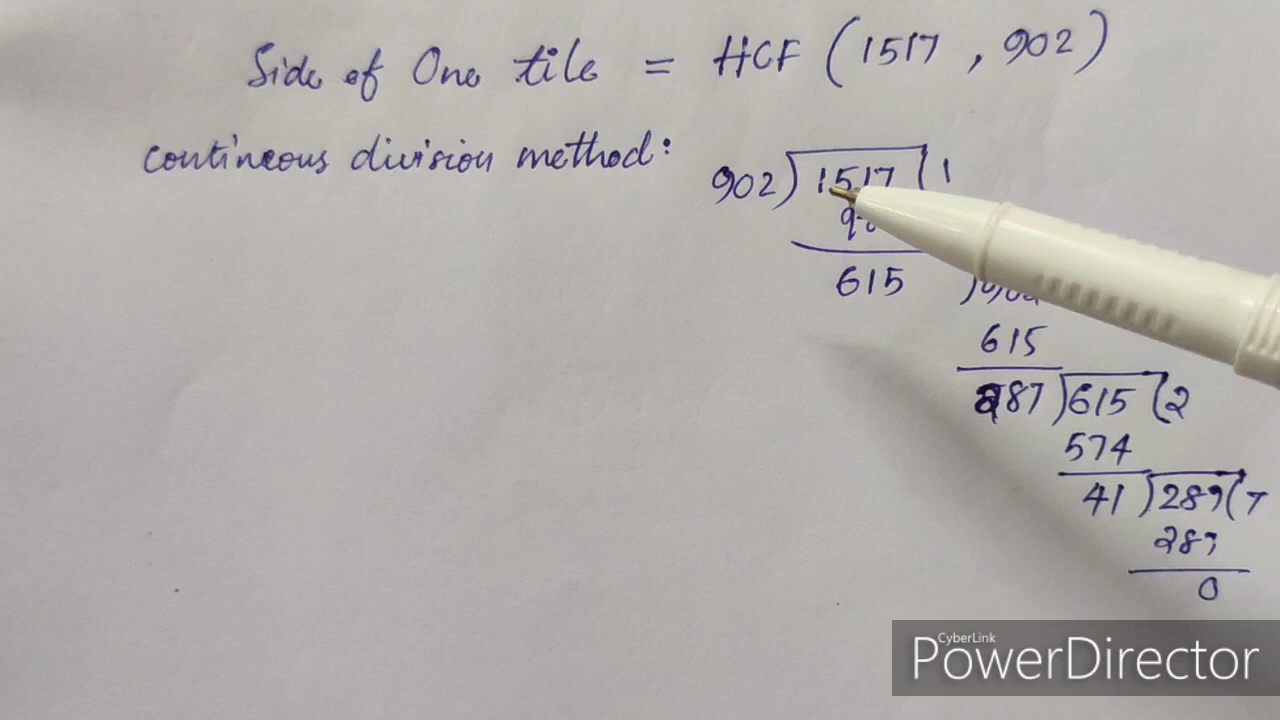 Side of One tile = HCF (1517, 902)
contineous division method:
902) 1517 (1
615
615
287) 615 (2
574
41) 287 (7
287
0
CyberLink
PowerDirector